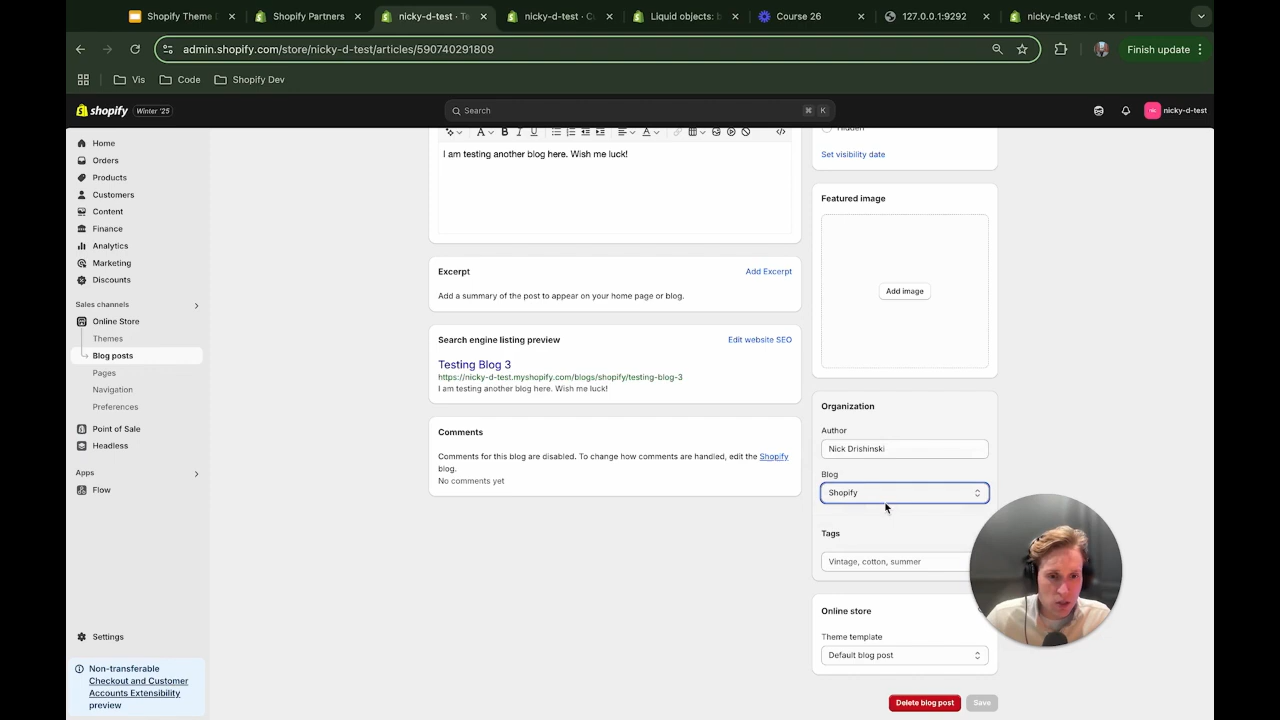 Shopify Theme D
Shopify Partners
nicky-d-test · Te
nicky-d-test · Cu
Liquid objects: b
Course 26
127.0.0.1:9292
nicky-d-test · Cu
admin.shopify.com/store/nicky-d-test/articles/590740291809
Finish update
Vis
Code
Shopify Dev
shopify
Winter '25
Search
⌘ K
nicky-d-test
Home
Orders
Products
Customers
Content
Finance
Analytics
Marketing
Discounts
Sales channels
Online Store
Themes
Blog posts
Pages
Navigation
Preferences
Point of Sale
Headless
Apps
Flow
Settings
Non-transferable
Checkout and Customer
Accounts Extensibility
preview
A
B
I
U
A
</>
I am testing another blog here. Wish me luck!
Excerpt
Add Excerpt
Add a summary of the post to appear on your home page or blog.
Search engine listing preview
Edit website SEO
Testing Blog 3
https://nicky-d-test.myshopify.com/blogs/shopify/testing-blog-3
I am testing another blog here. Wish me luck!
Comments
Comments for this blog are disabled. To change how comments are handled, edit the Shopify
blog.
No comments yet
Hidden
Set visibility date
Featured image
Add image
Organization
Author
Nick Drishinski
Blog
Shopify
Tags
Vintage, cotton, summer
Online store
Theme template
Default blog post
Delete blog post
Save